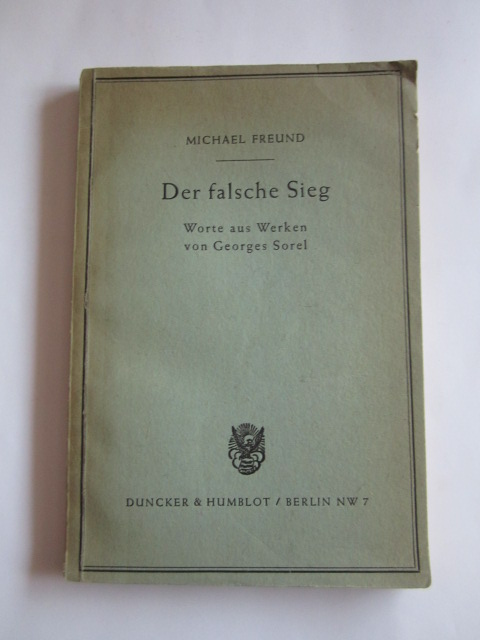 MICHAEL FREUND
Der falsche Sieg
Worte aus Werken
von Georges Sorel
DUNCKER & HUMBLOT / BERLIN NW 7